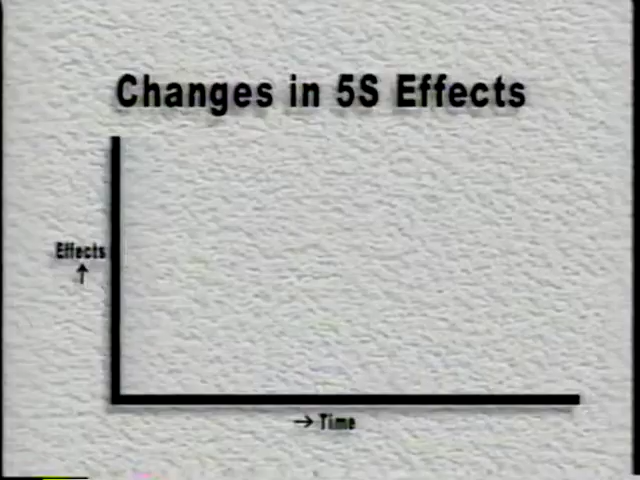 Changes in 5S Effects
Effects
↑
→ Time